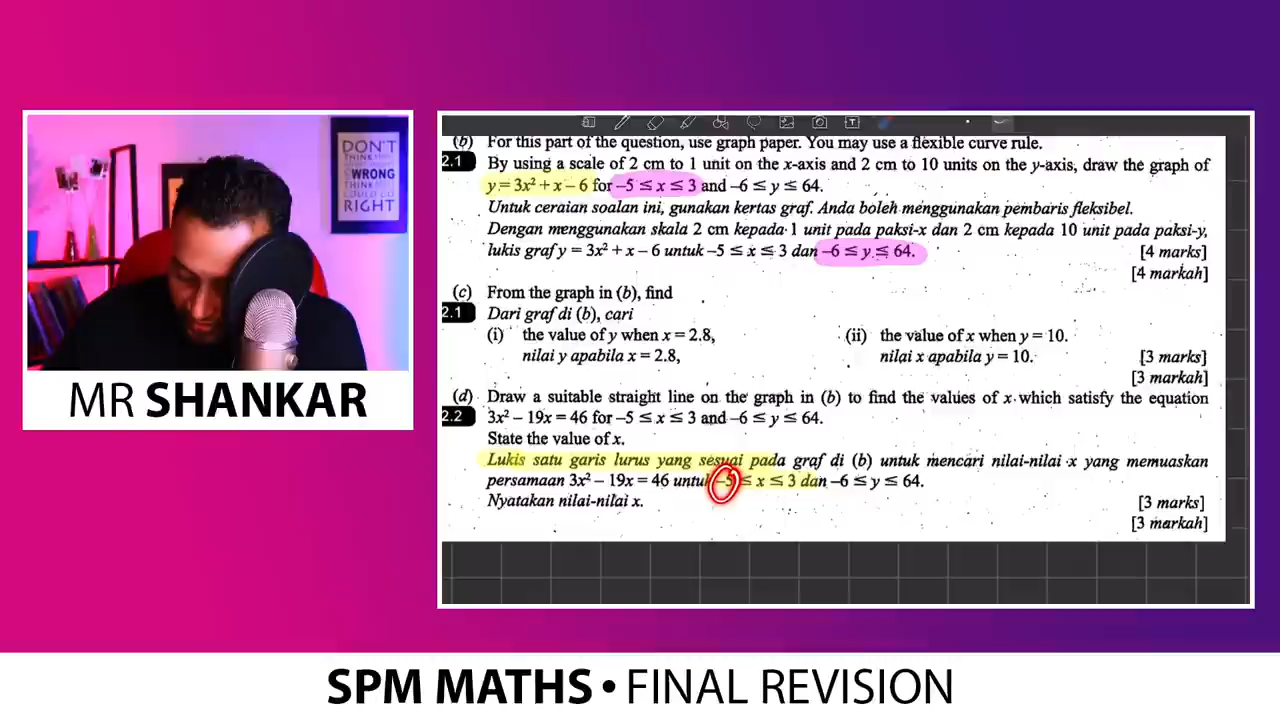 DON'T
THINK
WRONG
RIGHT
MR SHANKAR
(b) For this part of the question, use graph paper. You may use a flexible curve rule.
2.1 By using a scale of 2 cm to 1 unit on the x-axis and 2 cm to 10 units on the y-axis, draw the graph of
y = 3x² + x – 6 for –5 ≤ x ≤ 3 and –6 ≤ y ≤ 64.
Untuk ceraian soalan ini, gunakan kertas graf. Anda boleh menggunakan pembaris fleksibel.
Dengan menggunakan skala 2 cm kepada 1 unit pada paksi-x dan 2 cm kepada 10 unit pada paksi-y,
lukis graf y = 3x² + x – 6 untuk –5 ≤ x ≤ 3 dan –6 ≤ y ≤ 64. [4 marks]
[4 markah]
(c) From the graph in (b), find
2.1 Dari graf di (b), cari
(i) the value of y when x = 2.8, (ii) the value of x when y = 10.
nilai y apabila x = 2.8, nilai x apabila y = 10. [3 marks]
[3 markah]
(d) Draw a suitable straight line on the graph in (b) to find the values of x which satisfy the equation
2.2 3x² – 19x = 46 for –5 ≤ x ≤ 3 and –6 ≤ y ≤ 64.
State the value of x.
Lukis satu garis lurus yang sesuai pada graf di (b) untuk mencari nilai-nilai x yang memuaskan
persamaan 3x² – 19x = 46 untuk –5 ≤ x ≤ 3 dan –6 ≤ y ≤ 64.
Nyatakan nilai-nilai x. [3 marks]
[3 markah]
SPM MATHS • FINAL REVISION